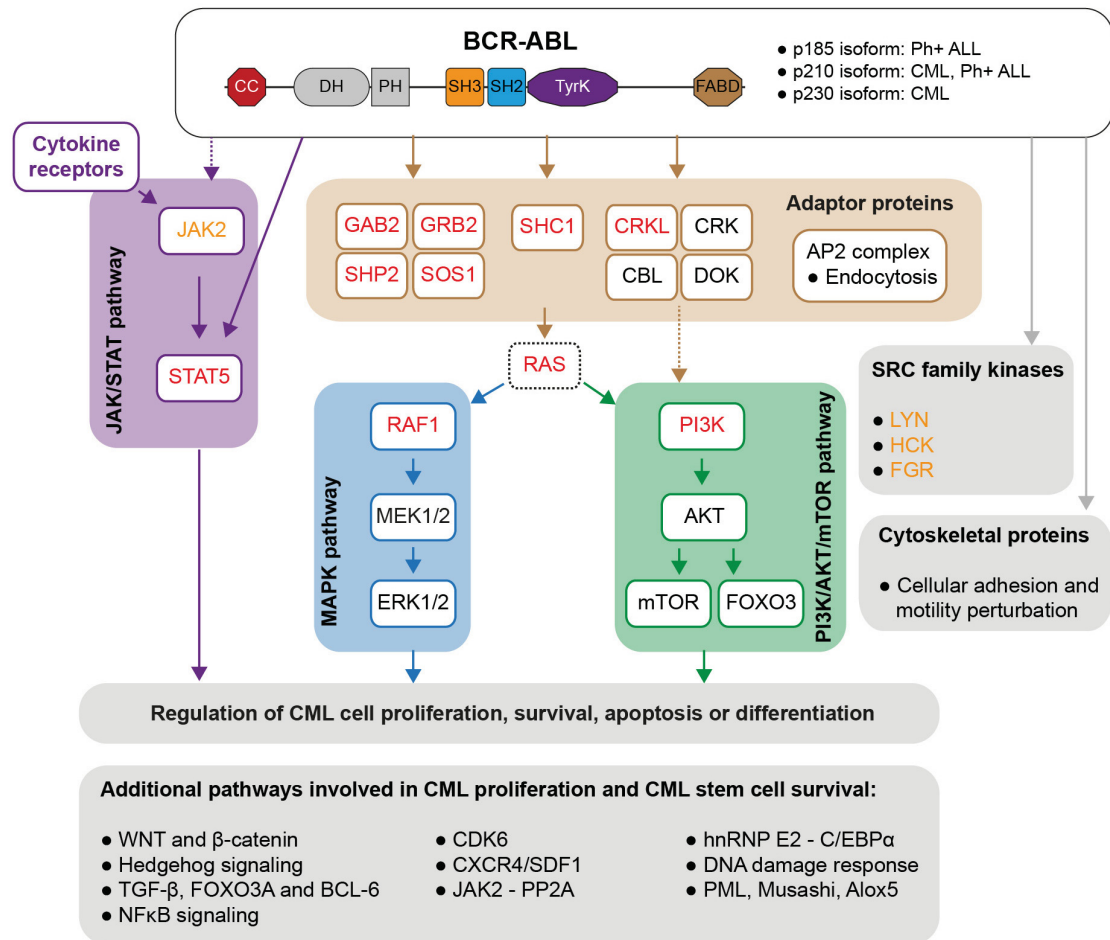 BCR-ABL
CC
DH
PH
SH3
SH2
TyrK
FABD
● p185 isoform: Ph+ ALL
● p210 isoform: CML, Ph+ ALL
● p230 isoform: CML
Cytokine
receptors
JAK/STAT pathway
JAK2
STAT5
Adaptor proteins
GAB2
GRB2
SHP2
SOS1
SHC1
CRKL
CRK
CBL
DOK
AP2 complex
● Endocytosis
RAS
MAPK pathway
RAF1
MEK1/2
ERK1/2
PI3K/AKT/mTOR pathway
PI3K
AKT
mTOR
FOXO3
SRC family kinases
● LYN
● HCK
● FGR
Cytoskeletal proteins
● Cellular adhesion and
motility perturbation
Regulation of CML cell proliferation, survival, apoptosis or differentiation
Additional pathways involved in CML proliferation and CML stem cell survival:
● WNT and β-catenin
● Hedgehog signaling
● TGF-β, FOXO3A and BCL-6
● NFκB signaling
● CDK6
● CXCR4/SDF1
● JAK2 - PP2A
● hnRNP E2 - C/EBPα
● DNA damage response
● PML, Musashi, Alox5